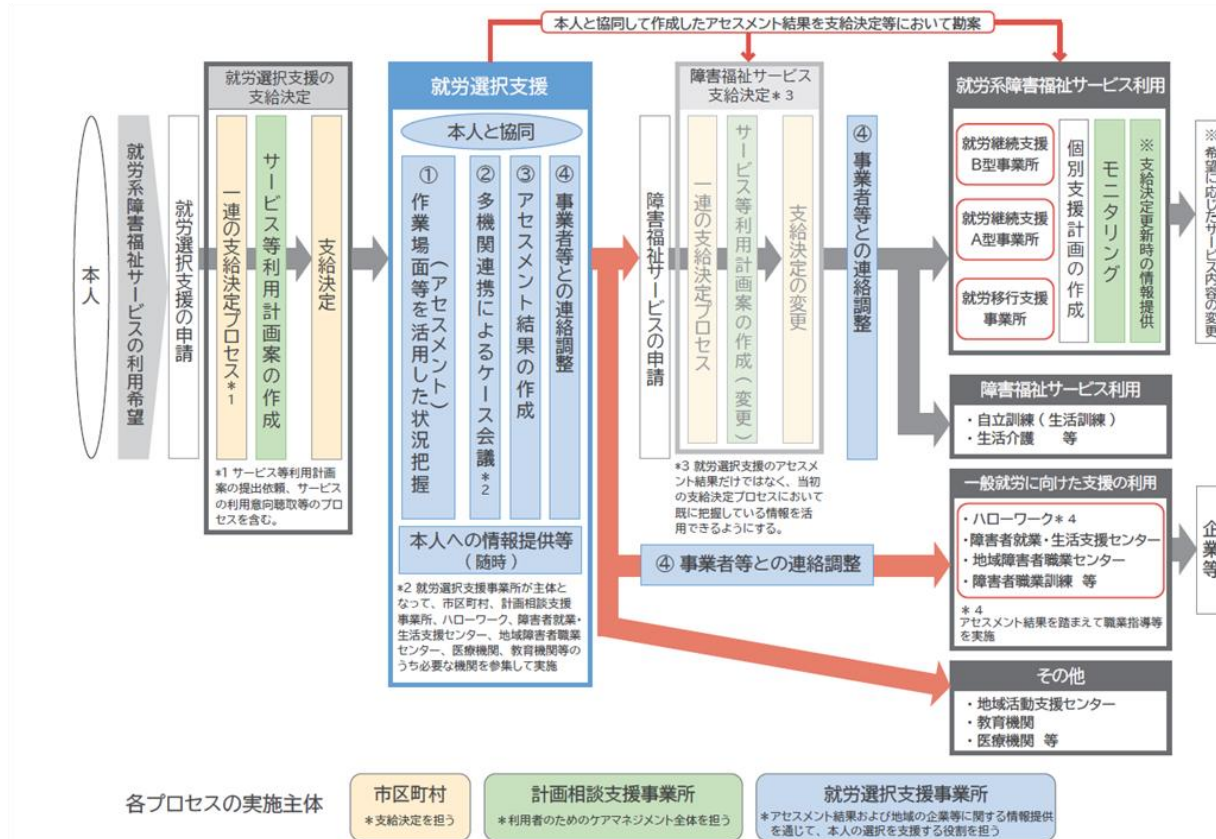 本人と協同して作成したアセスメント結果を支給決定等において勘案
本人
就労系障害福祉サービスの利用希望
就労選択支援の申請
就労選択支援の
支給決定
一連の支給決定プロセス*1
サービス等利用計画案の作成
支給決定
*1 サービス等利用計画
案の提出依頼、サービス
の利用意向聴取等のプロ
セスを含む。
就労選択支援
本人と協同
① 作業場面等を活用した状況把握
(アセスメント)
② 多機関連携によるケース会議*2
③ アセスメント結果の作成
④ 事業者等との連絡調整
本人への情報提供等
(随時)
*2 就労選択支援事業所が主体と
なって、市区町村、計画相談支援
事業所、ハローワーク、障害者就業・
生活支援センター、地域障害者職業
センター、医療機関、教育機関等の
うち必要な機関を参集して実施
障害福祉サービスの申請
障害福祉サービス
支給決定*3
一連の支給決定プロセス
サービス等利用計画案の作成(変更)
支給決定の変更
*3 就労選択支援のアセスメ
ント結果だけではなく、当初
の支給決定プロセスにおいて
既に把握している情報を活
用できるようにする。
④ 事業者等との連絡調整
④ 事業者等との連絡調整
就労系障害福祉サービス利用
就労継続支援
B型事業所
就労継続支援
A型事業所
就労移行支援
事業所
個別支援計画の作成
モニタリング
※支給決定更新時の情報提供
※希望に応じたサービス内容の変更
障害福祉サービス利用
・自立訓練(生活訓練)
・生活介護 等
一般就労に向けた支援の利用
・ハローワーク*4
・障害者就業・生活支援センター
・地域障害者職業センター
・障害者職業訓練 等
*4
アセスメント結果を踏まえて職業指導等
を実施
企業等
その他
・地域活動支援センター
・教育機関
・医療機関 等
各プロセスの実施主体
市区町村
*支給決定を担う
計画相談支援事業所
*利用者のためのケアマネジメント全体を担う
就労選択支援事業所
*アセスメント結果および地域の企業等に関する情報提供
を通じて、本人の選択を支援する役割を担う